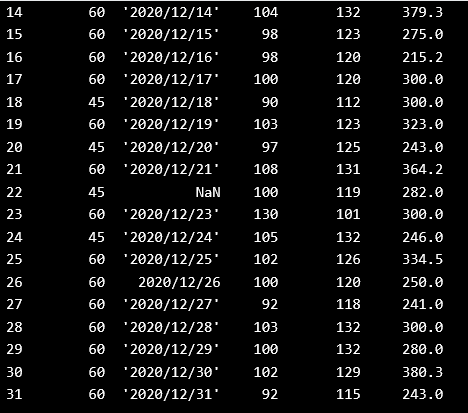 14 60 '2020/12/14' 104 132 379.3
15 60 '2020/12/15' 98 123 275.0
16 60 '2020/12/16' 98 120 215.2
17 60 '2020/12/17' 100 120 300.0
18 45 '2020/12/18' 90 112 300.0
19 60 '2020/12/19' 103 123 323.0
20 45 '2020/12/20' 97 125 243.0
21 60 '2020/12/21' 108 131 364.2
22 45 NaN 100 119 282.0
23 60 '2020/12/23' 130 101 300.0
24 45 '2020/12/24' 105 132 246.0
25 60 '2020/12/25' 102 126 334.5
26 60 2020/12/26 100 120 250.0
27 60 '2020/12/27' 92 118 241.0
28 60 '2020/12/28' 103 132 300.0
29 60 '2020/12/29' 100 132 280.0
30 60 '2020/12/30' 102 129 380.3
31 60 '2020/12/31' 92 115 243.0